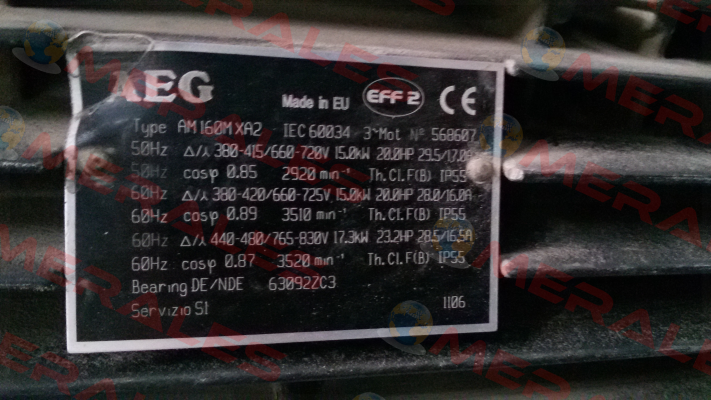 AEG
Made in EU EFF 2 CE
Type AM160MXA2 IEC 60034 3~Mot N° 568607
50Hz Δ/⅄ 380-415/660-720V 15.0kW 20.0HP 29.5/17.0A
50Hz cosφ 0.85 2920 min⁻¹ Th.Cl.F(B) IP55
60Hz Δ/⅄ 380-420/660-725V 15.0kW 20.0HP 28.0/16.0A
60Hz cosφ 0.89 3510 min⁻¹ Th.Cl.F(B) IP55
60Hz Δ/⅄ 440-480/765-830V 17.3kW 23.2HP 28.5/16.5A
60Hz cosφ 0.87 3520 min⁻¹ Th.Cl.F(B) IP55
Bearing DE/NDE 63092ZC3
Servizio S1 1106
MERALES